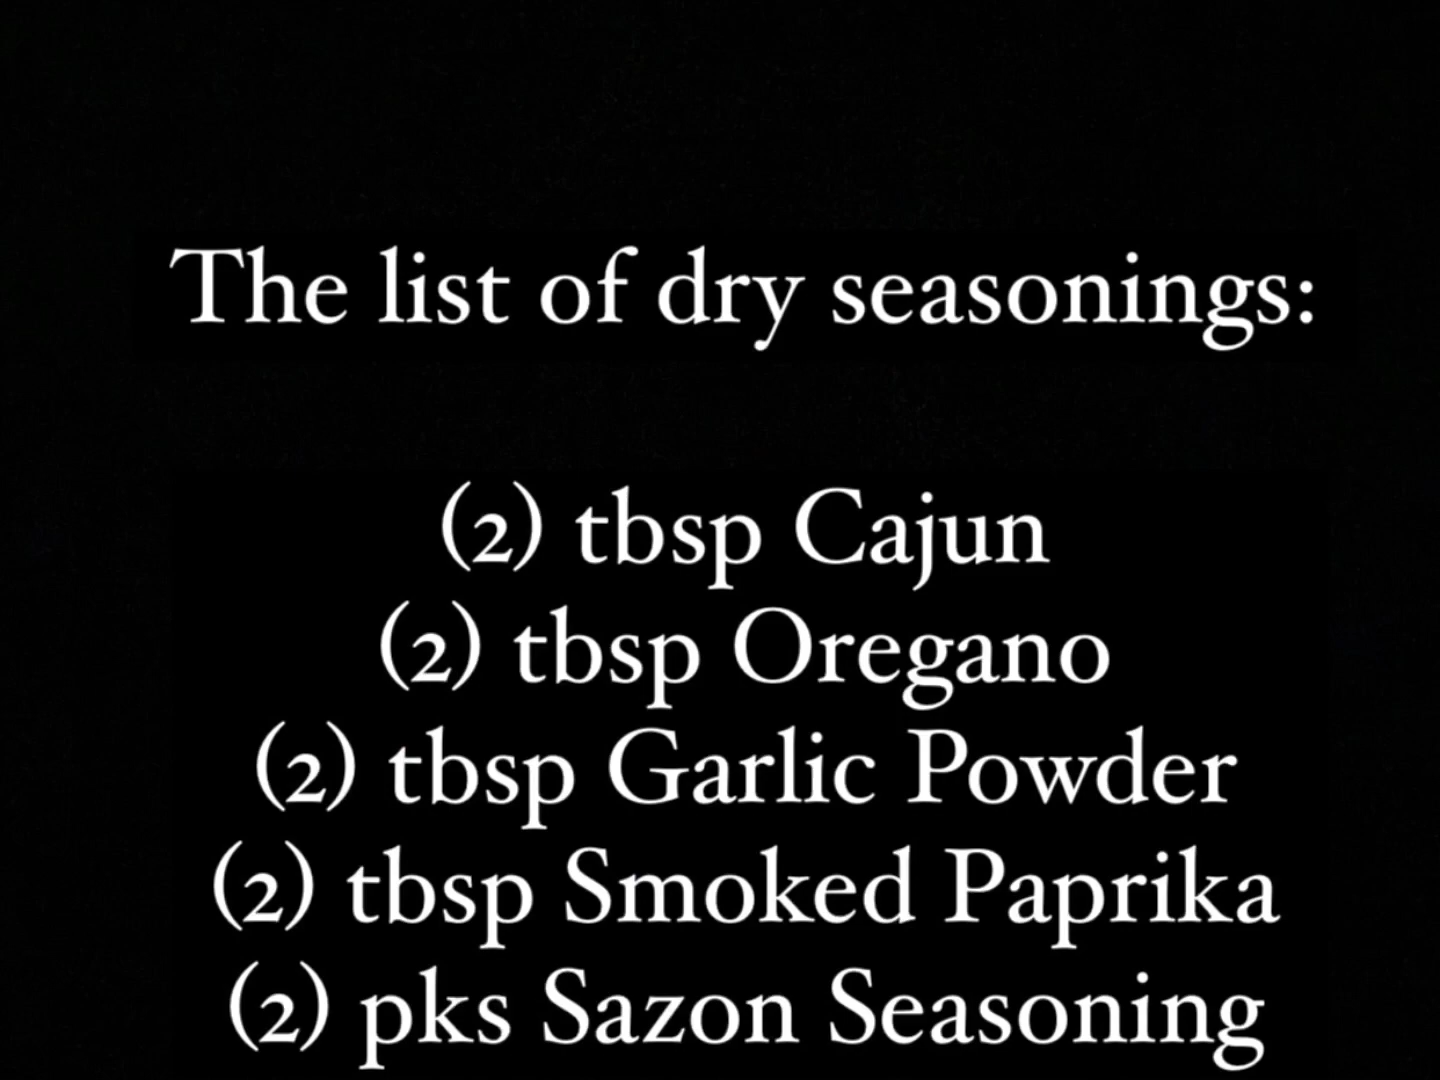 The list of dry seasonings:
(2) tbsp Cajun
(2) tbsp Oregano
(2) tbsp Garlic Powder
(2) tbsp Smoked Paprika
(2) pks Sazon Seasoning